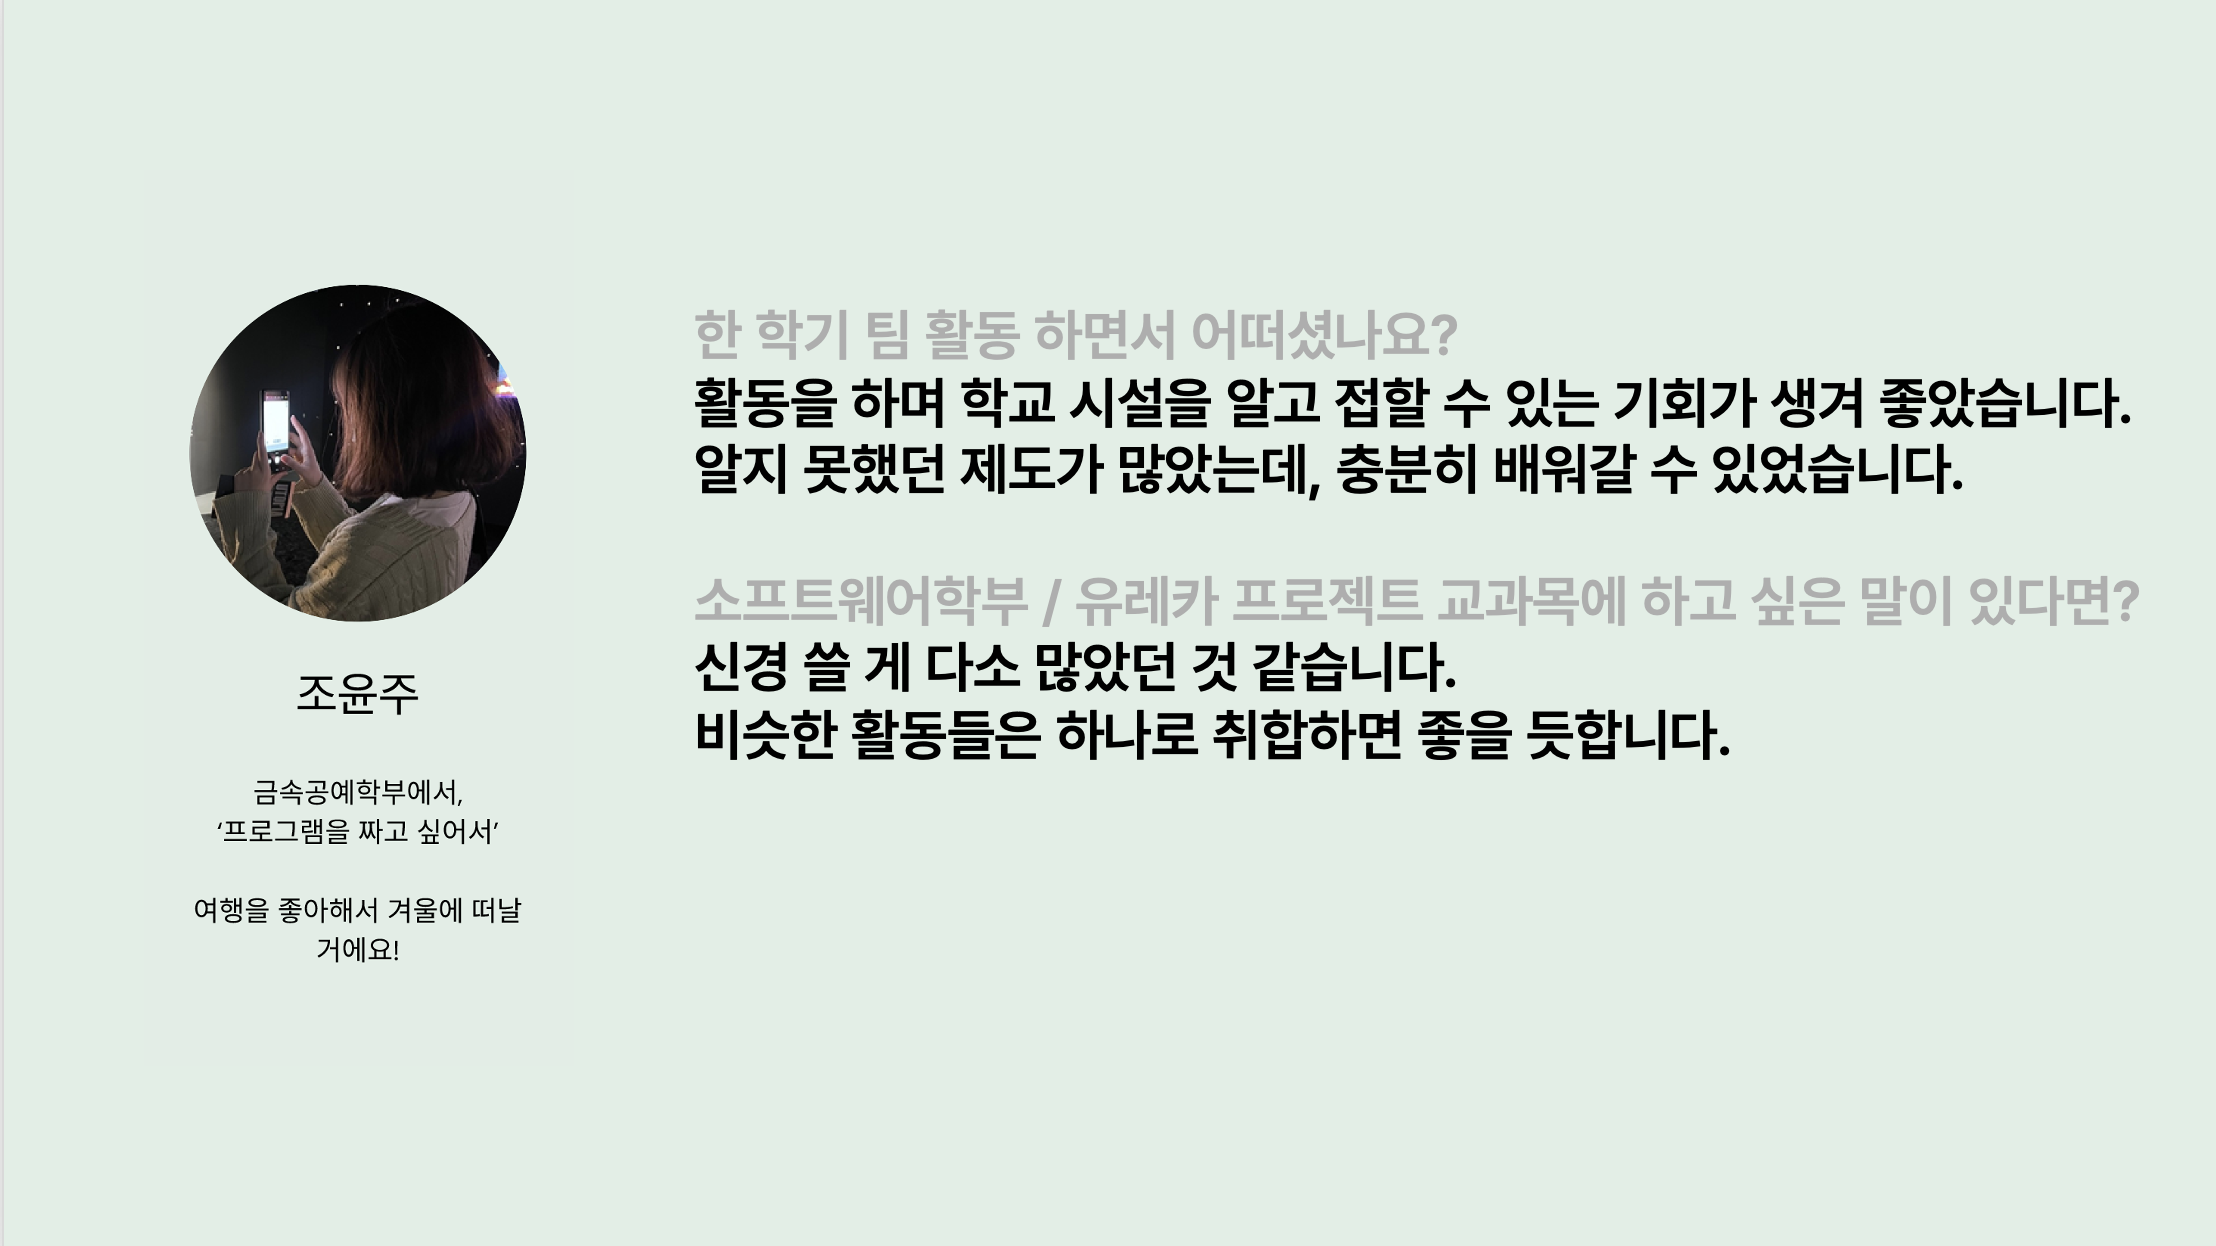 조윤주
금속공예학부에서,
‘프로그램을 짜고 싶어서’
여행을 좋아해서 겨울에 떠날
거에요!
한 학기 팀 활동 하면서 어떠셨나요?
활동을 하며 학교 시설을 알고 접할 수 있는 기회가 생겨 좋았습니다.
알지 못했던 제도가 많았는데, 충분히 배워갈 수 있었습니다.
소프트웨어학부 / 유레카 프로젝트 교과목에 하고 싶은 말이 있다면?
신경 쓸 게 다소 많았던 것 같습니다.
비슷한 활동들은 하나로 취합하면 좋을 듯합니다.